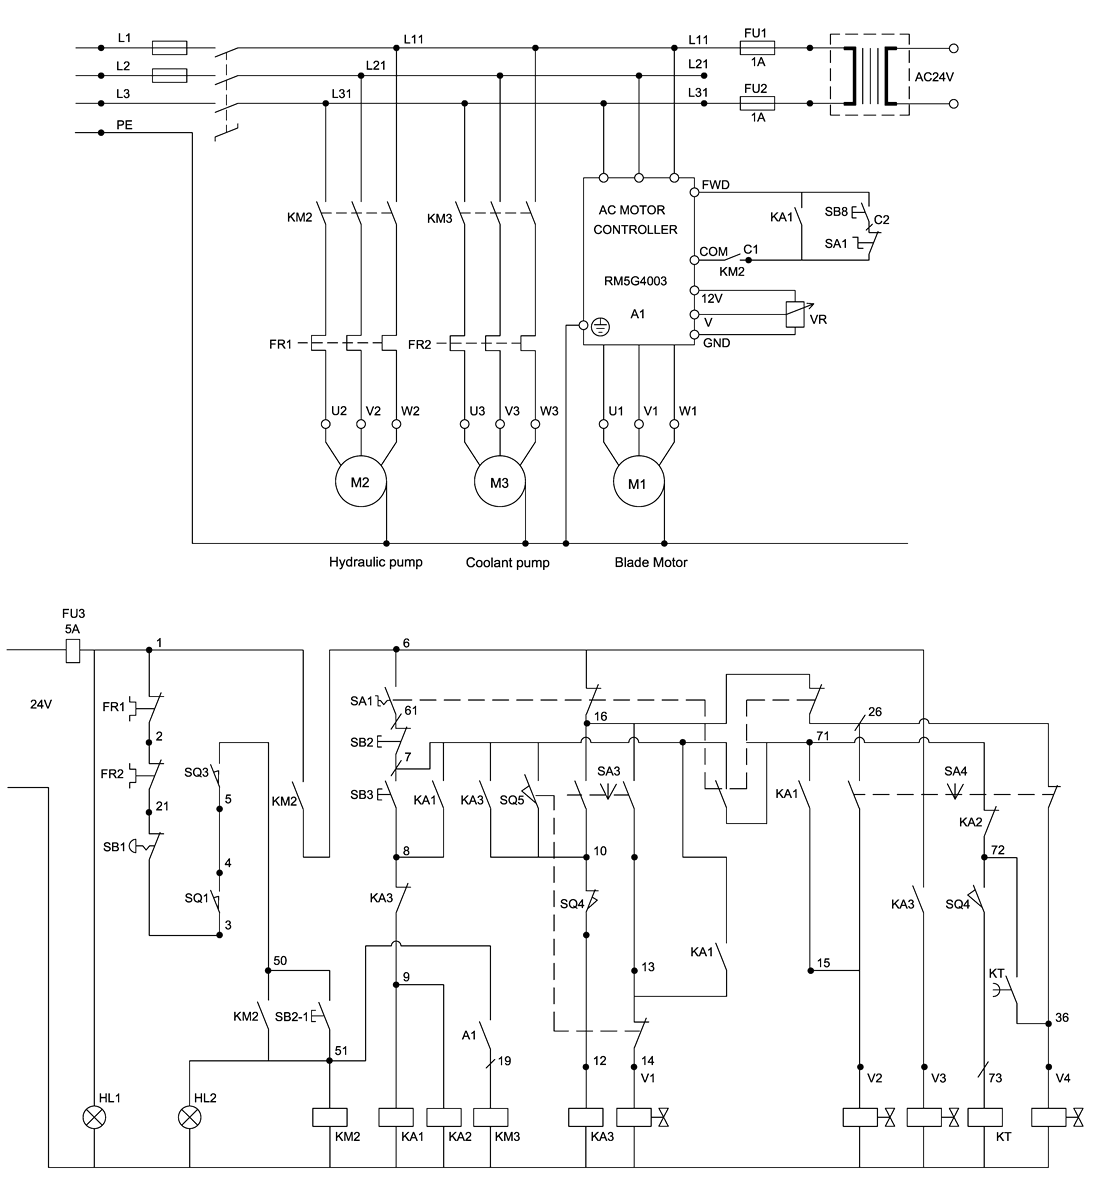 L1 L11 L11 FU1
L2 L21 L21 1A AC24V
L3 L31 L31 FU2
PE 1A
FWD
KM2 KM3 AC MOTOR KA1 SB8
CONTROLLER C2
SA1
COM C1
KM2
RM5G4003
12V
A1 V VR
FR1 FR2 GND
U2 V2 W2 U3 V3 W3 U1 V1 W1
M2 M3 M1
Hydraulic pump Coolant pump Blade Motor
FU3
5A
1 6
24V FR1 SA1
61 16 26
2 SB2 71
7
FR2 SQ3 SA3 SA4
5 KM2 SB3 KA1 KA3 SQ5 KA1
21 KA2
SB1 8 10 72
4
SQ1 KA3 SQ4 KA3 SQ4
3
KA1
50 13 15
9 KT
KM2 SB2-1 36
A1
51 19 12 14
V1 V2 V3 73 V4
HL1 HL2
KM2 KA1 KA2 KM3 KA3 KT